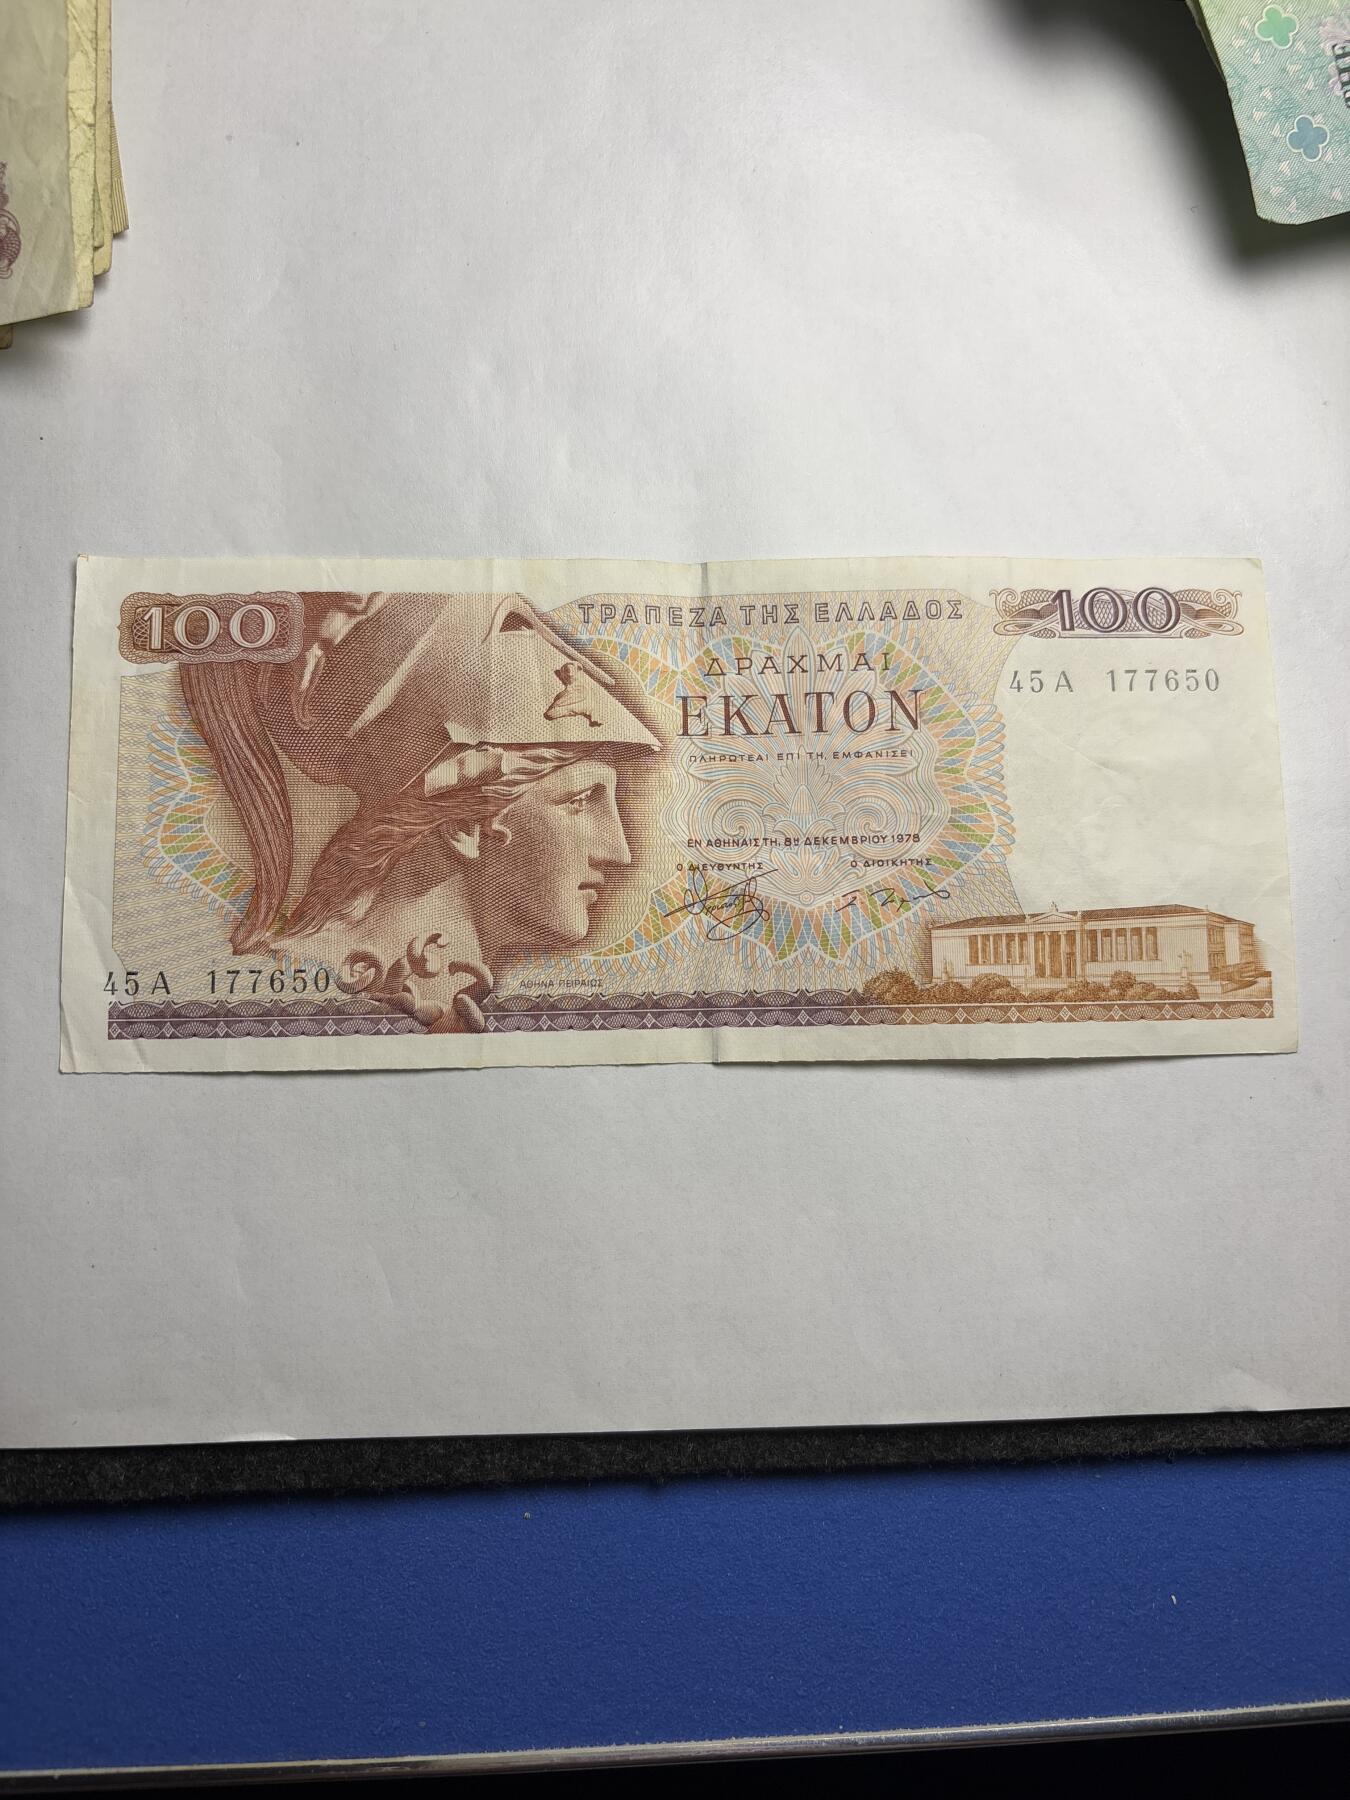 100
ΤΡΑΠΕΖΑ ΤΗΣ ΕΛΛΑΔΟΣ
100
ΔΡΑΧΜΑΙ
ΕΚΑΤΟΝ
ΠΛΗΡΩΤΕΑΙ ΕΠΙ ΤΗ, ΕΜΦΑΝΙΣΕΙ
45 A 177650
ΕΝ ΑΘΗΝΑΙΣ ΤΗ, 8ῃ ΔΕΚΕΜΒΡΙΟΥ 1978
Ο ΔΙΕΥΘΥΝΤΗΣ
Ο ΔΙΟΙΚΗΤΗΣ
45 A 177650
ΑΘΗΝΑ ΠΕΙΡΑΙΩΣ